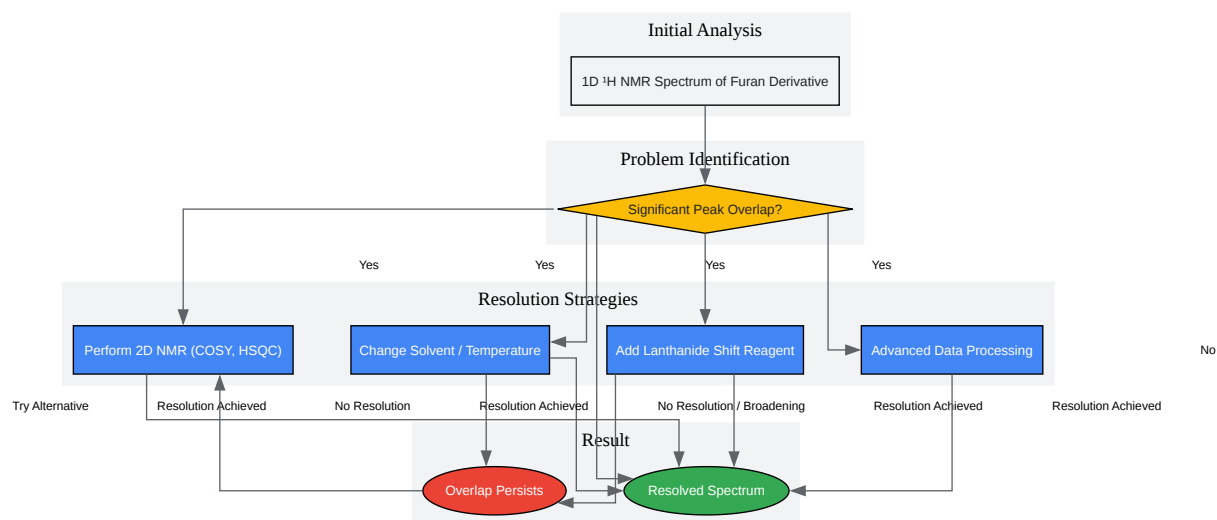 Initial Analysis
1D ¹H NMR Spectrum of Furan Derivative
Problem Identification
Significant Peak Overlap?
Yes
Yes
Yes
Yes
Resolution Strategies
Perform 2D NMR (COSY, HSQC)
Change Solvent / Temperature
Add Lanthanide Shift Reagent
Advanced Data Processing
No
Try Alternative
Resolution Achieved
No Resolution
Resolution Achieved
No Resolution / Broadening
Resolution Achieved
Resolution Achieved
Result
Overlap Persists
Resolved Spectrum